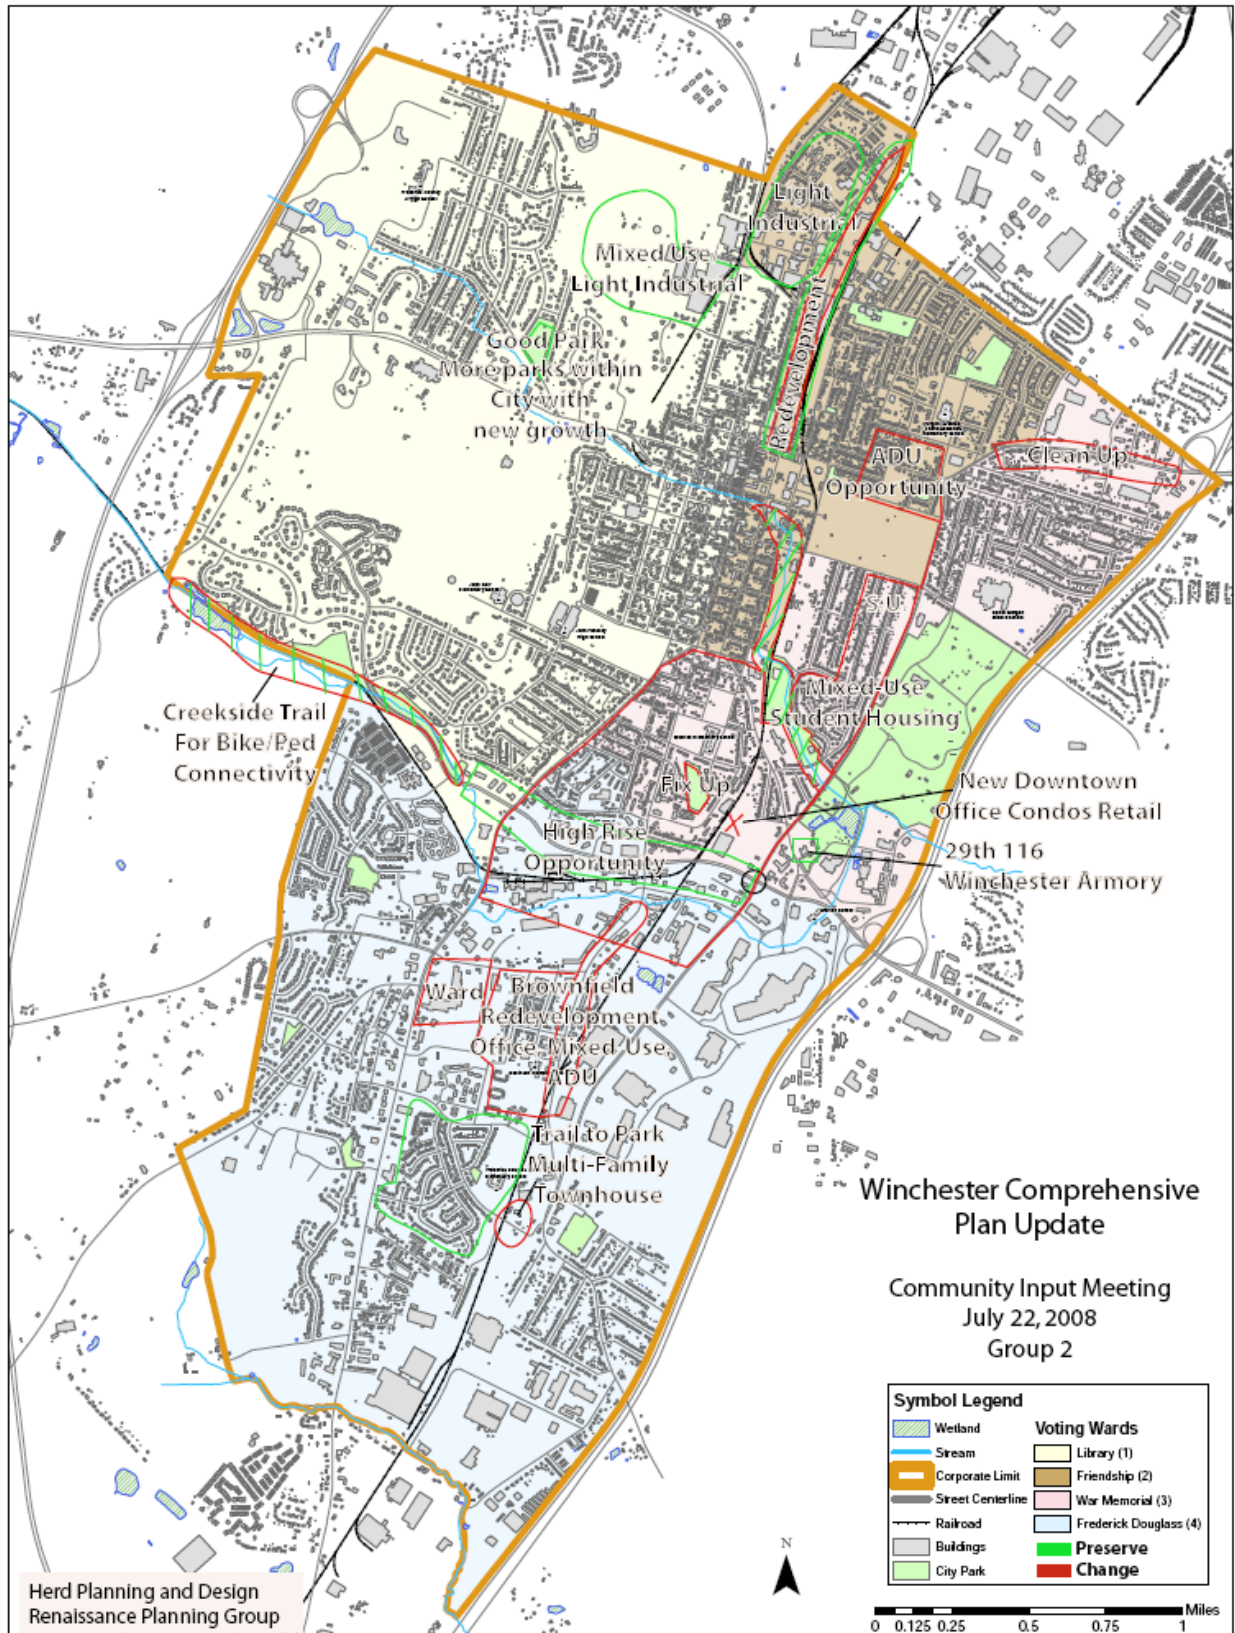 Light
Industrial
Mixed Use
Light Industrial
Redevelopment
Good Park
More parks within
City with
new growth
ADU
Opportunity
Clean Up
S.U.
Mixed-Use
Student Housing
Creekside Trail
For Bike/Ped
Connectivity
Fix Up
New Downtown
Office Condos Retail
High Rise
Opportunity
29th 116
Winchester Armory
Ward
Brownfield
Redevelopment
Office, Mixed-Use,
ADU
Trail to Park
Multi-Family
Townhouse
Winchester Comprehensive
Plan Update
Community Input Meeting
July 22, 2008
Group 2
Symbol Legend
Wetland
Stream
Corporate Limit
Street Centerline
Railroad
Buildings
City Park
Voting Wards
Library (1)
Friendship (2)
War Memorial (3)
Frederick Douglass (4)
Preserve
Change
N
Miles
0 0.125 0.25 0.5 0.75 1
Herd Planning and Design
Renaissance Planning Group